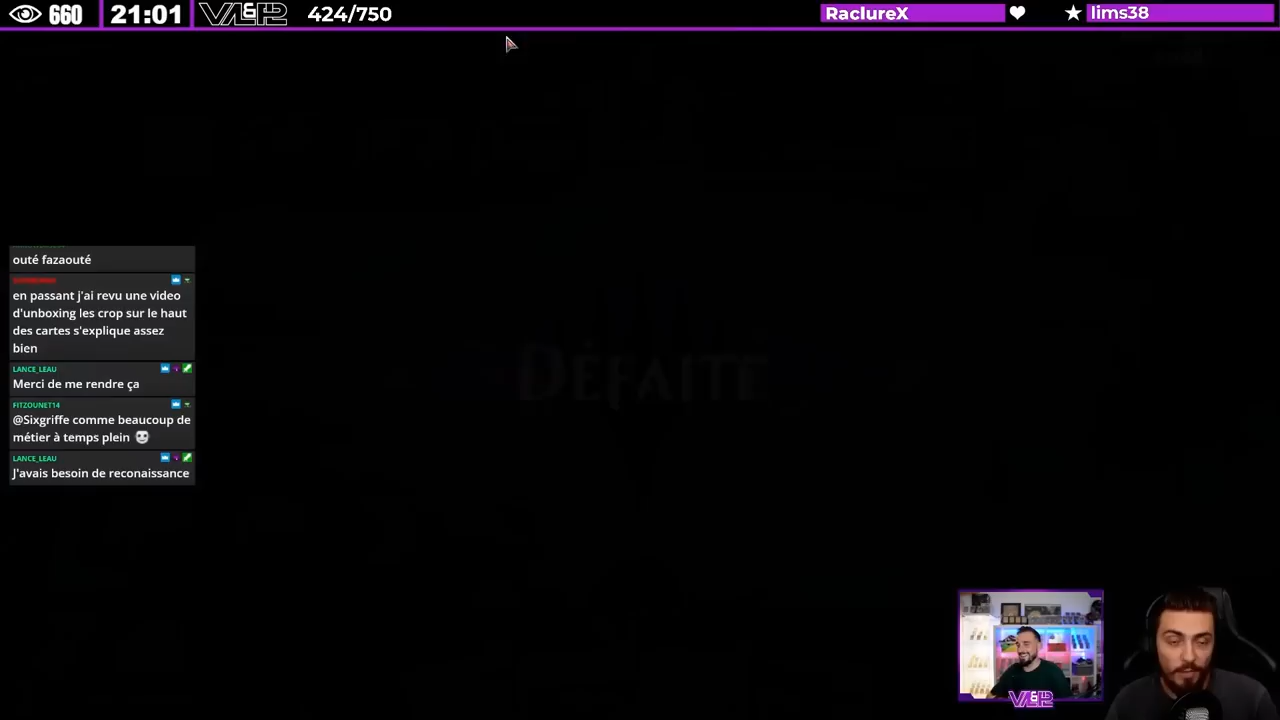 660
21:01
424/750
RaclureX
lims38
outé fazaouté
en passant j'ai revu une video
d'unboxing les crop sur le haut
des cartes s'explique assez
bien
LANCE_LEAU
Merci de me rendre ça
FITZOUNET14
@Sixgriffe comme beaucoup de
métier à temps plein
LANCE_LEAU
J'avais besoin de reconaissance
DÉFAITE